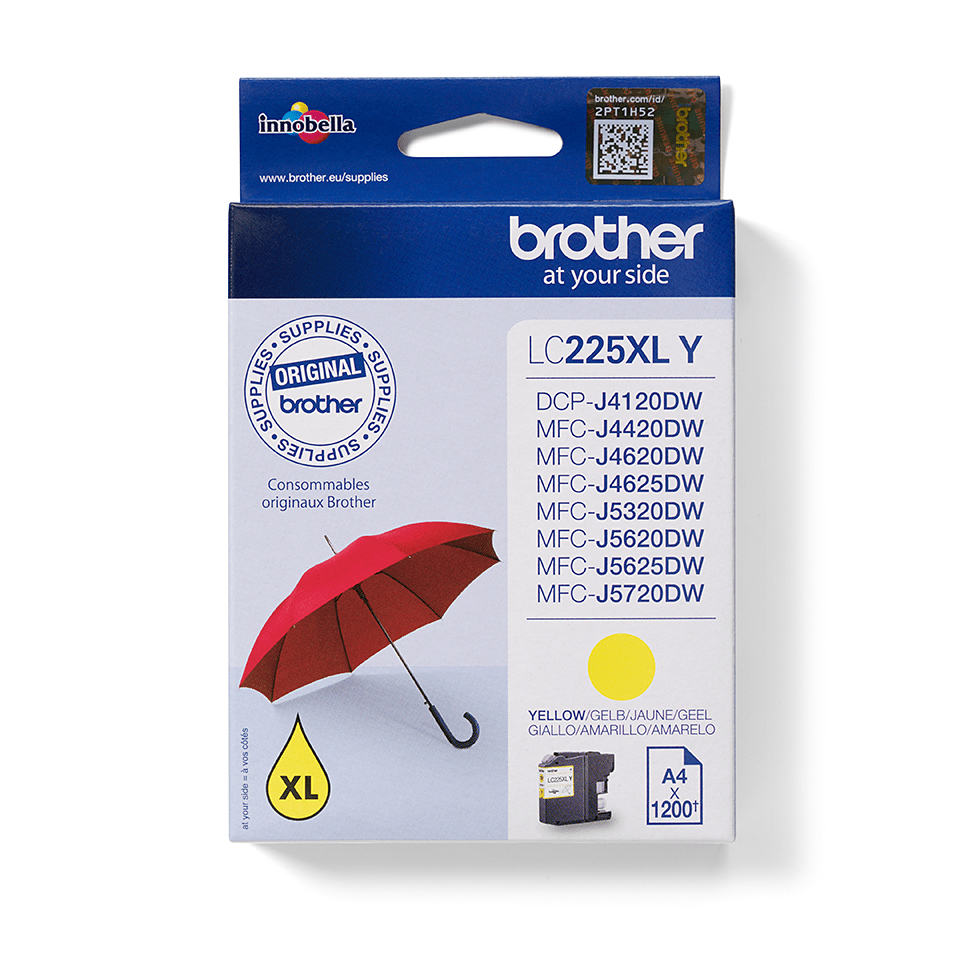 innobella
www.brother.eu/supplies
brother.com/id/
2PT1H52
brother
brother
at your side
SUPPLIES • SUPPLIES • SUPPLIES • SUPPLIES •
ORIGINAL
brother
Consommables
originaux Brother
LC225XL Y
DCP-J4120DW
MFC-J4420DW
MFC-J4620DW
MFC-J4625DW
MFC-J5320DW
MFC-J5620DW
MFC-J5625DW
MFC-J5720DW
YELLOW/GELB/JAUNE/GEEL
GIALLO/AMARILLO/AMARELO
at your side = à vos côtés
XL
brother
LC225XL Y
A4
x
1200†